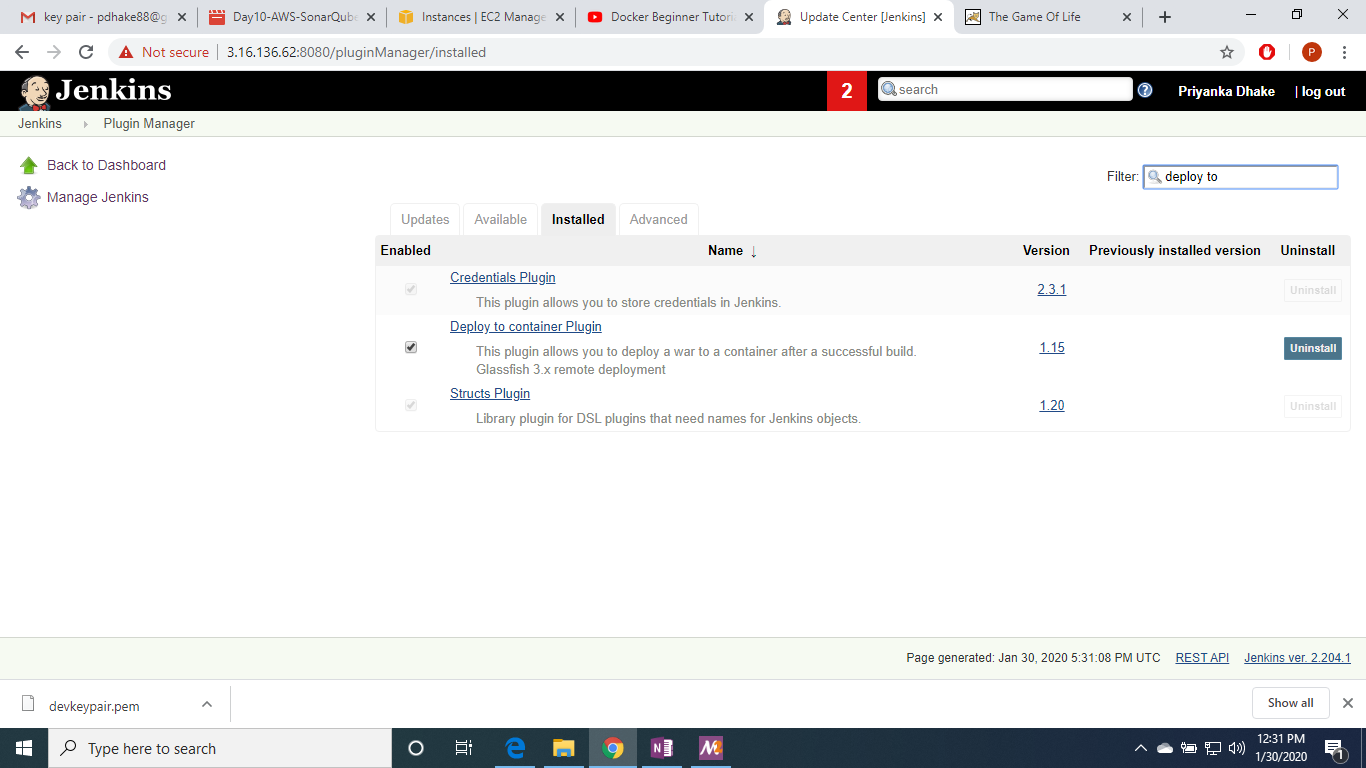 key pair - pdhake88@g
Day10-AWS-SonarQube
Instances | EC2 Manage
Docker Beginner Tutori
Update Center [Jenkins]
The Game Of Life
Not secure
3.16.136.62:8080/pluginManager/installed
P
Jenkins
2
search
?
Priyanka Dhake
| log out
Jenkins
Plugin Manager
Back to Dashboard
Manage Jenkins
Filter: deploy to
Updates Available Installed Advanced
Enabled Name ↓ Version Previously installed version Uninstall
Credentials Plugin
This plugin allows you to store credentials in Jenkins.
2.3.1
Uninstall
Deploy to container Plugin
This plugin allows you to deploy a war to a container after a successful build.
Glassfish 3.x remote deployment
1.15
Uninstall
Structs Plugin
Library plugin for DSL plugins that need names for Jenkins objects.
1.20
Uninstall
Page generated: Jan 30, 2020 5:31:08 PM UTC REST API Jenkins ver. 2.204.1
devkeypair.pem
Show all
Type here to search
12:31 PM
1/30/2020
1